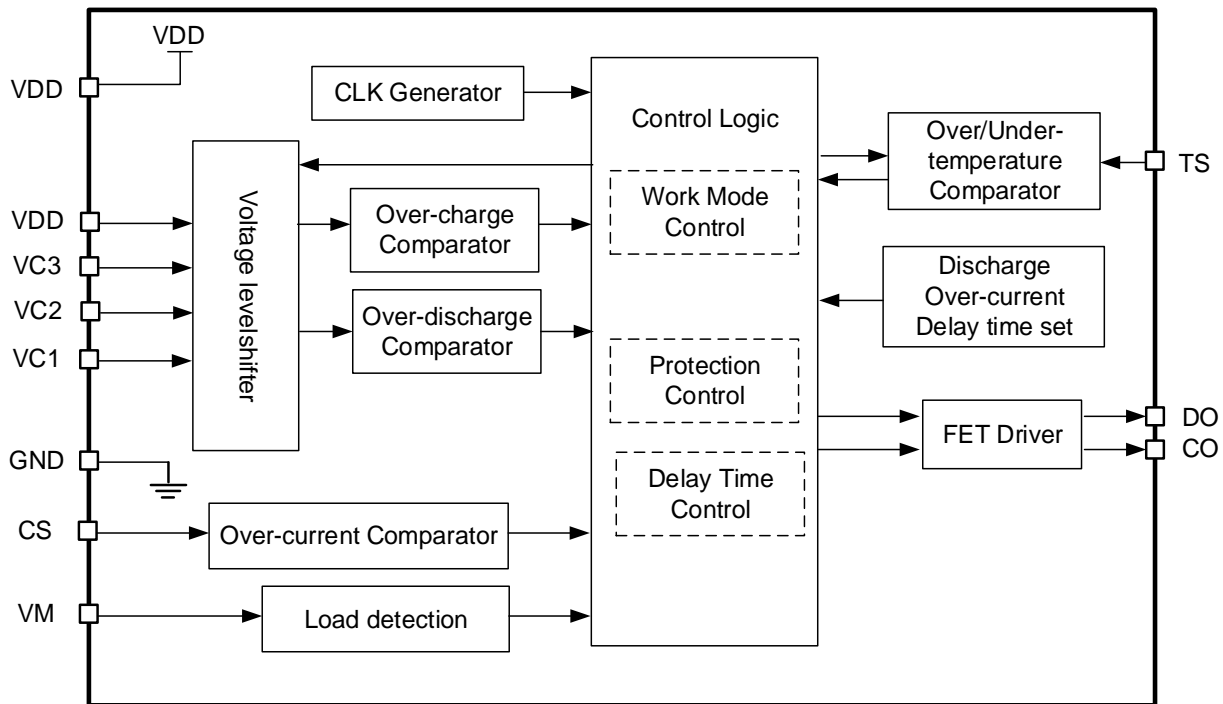 VDD
VDD
CLK Generator
Control Logic
Over/Under-
temperature
Comparator
TS
Voltage levelshifter
VDD
VC3
VC2
VC1
Over-charge
Comparator
Work Mode
Control
Discharge
Over-current
Delay time set
Over-discharge
Comparator
Protection
Control
FET Driver
DO
CO
GND
Delay Time
Control
CS
Over-current Comparator
VM
Load detection